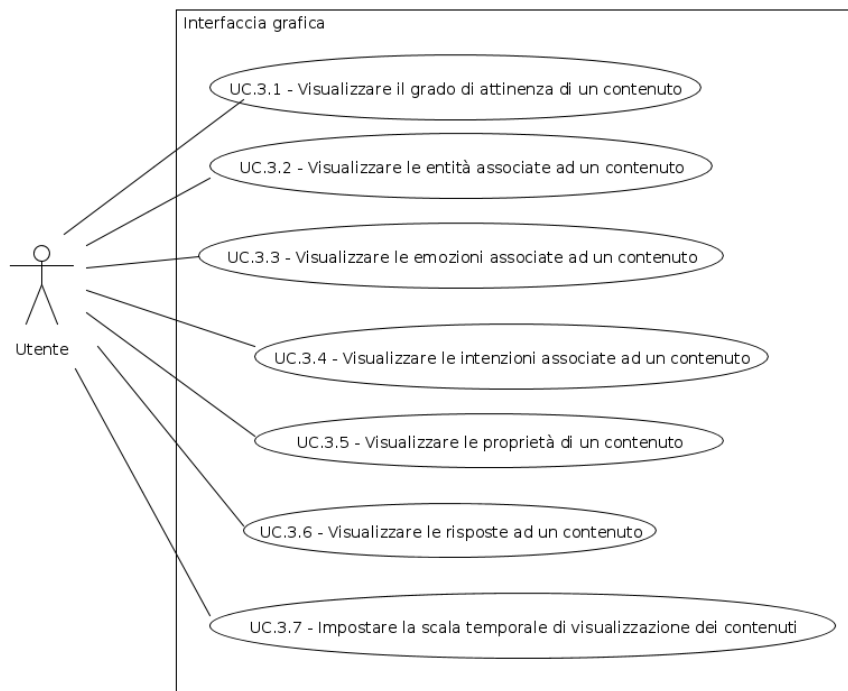 Interfaccia grafica
UC.3.1 - Visualizzare il grado di attinenza di un contenuto
UC.3.2 - Visualizzare le entità associate ad un contenuto
UC.3.3 - Visualizzare le emozioni associate ad un contenuto
Utente
UC.3.4 - Visualizzare le intenzioni associate ad un contenuto
UC.3.5 - Visualizzare le proprietà di un contenuto
UC.3.6 - Visualizzare le risposte ad un contenuto
UC.3.7 - Impostare la scala temporale di visualizzazione dei contenuti